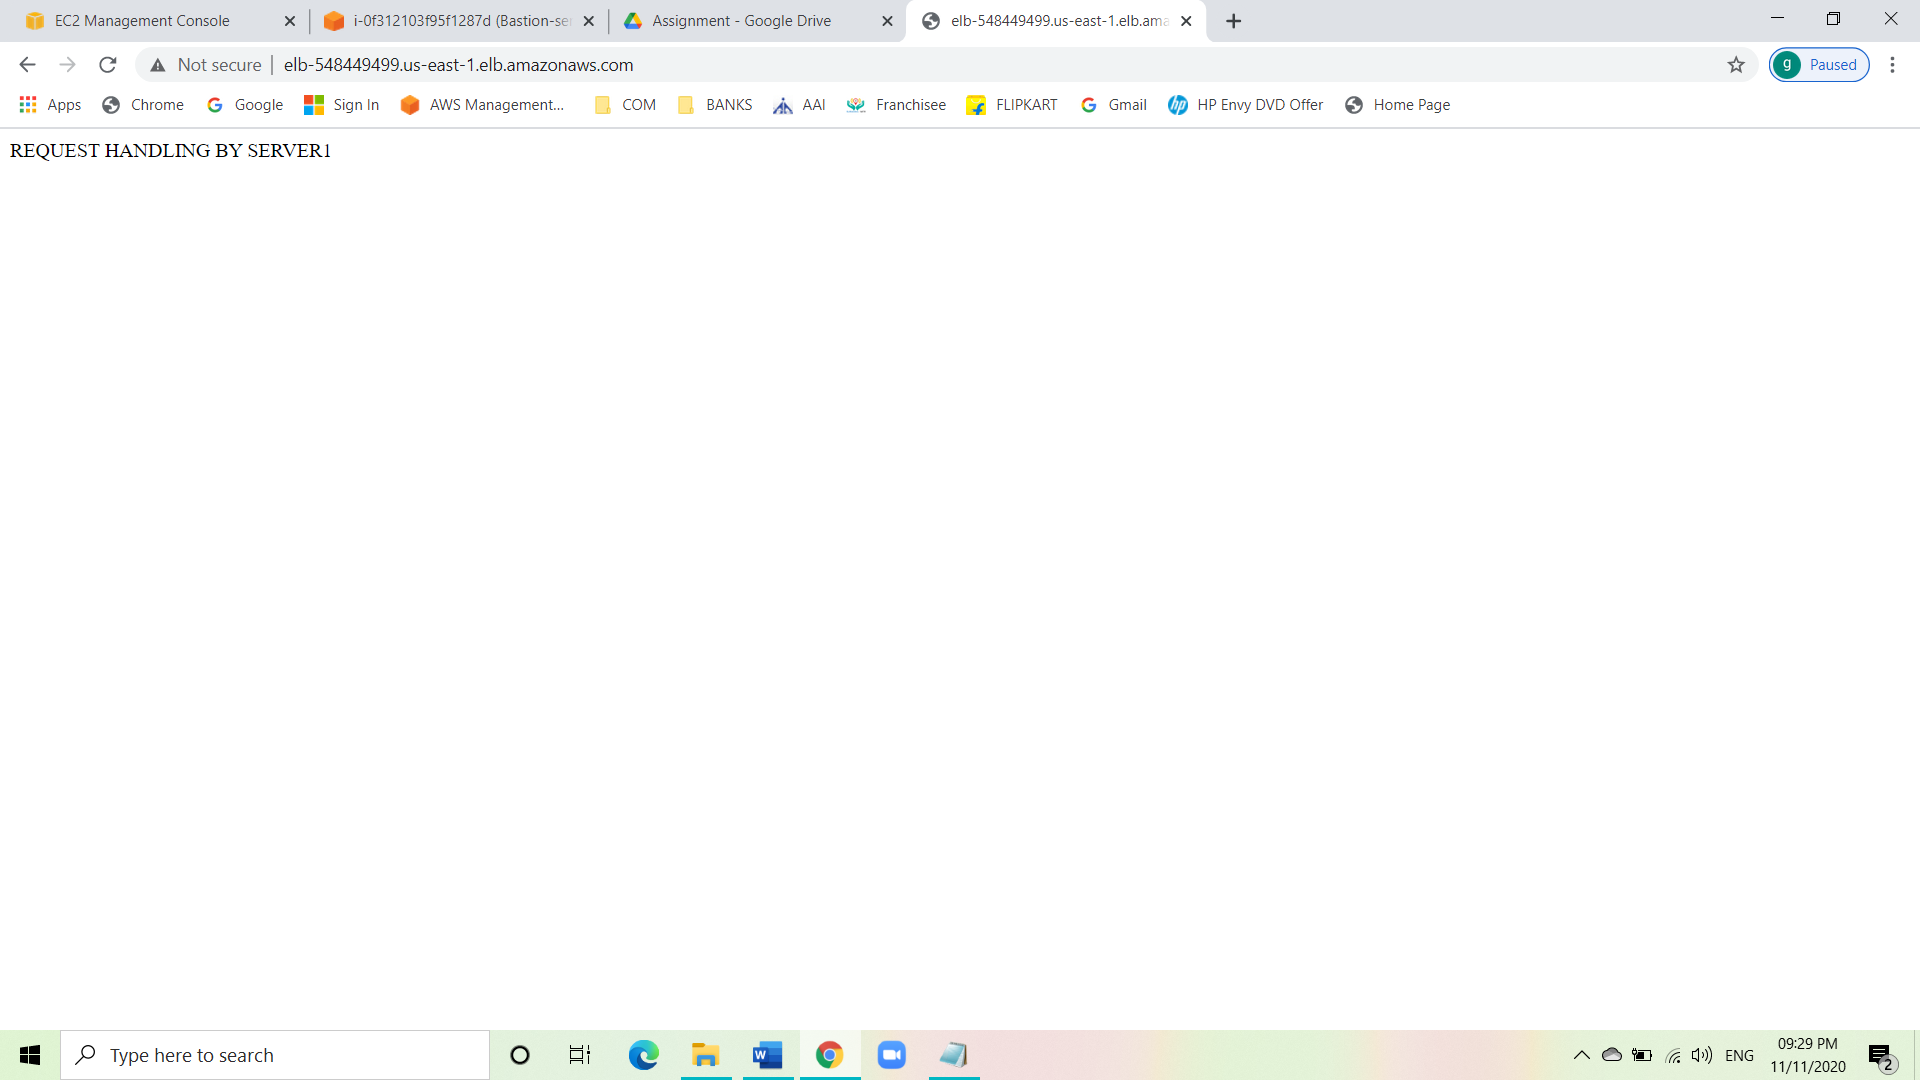 EC2 Management Console
i-0f312103f95f1287d (Bastion-se
Assignment - Google Drive
elb-548449499.us-east-1.elb.ama
Not secure
elb-548449499.us-east-1.elb.amazonaws.com
g Paused
Apps Chrome Google Sign In AWS Management... COM BANKS AAI Franchisee FLIPKART Gmail hp HP Envy DVD Offer Home Page
REQUEST HANDLING BY SERVER1
Type here to search
W
ENG
09:29 PM
11/11/2020
2